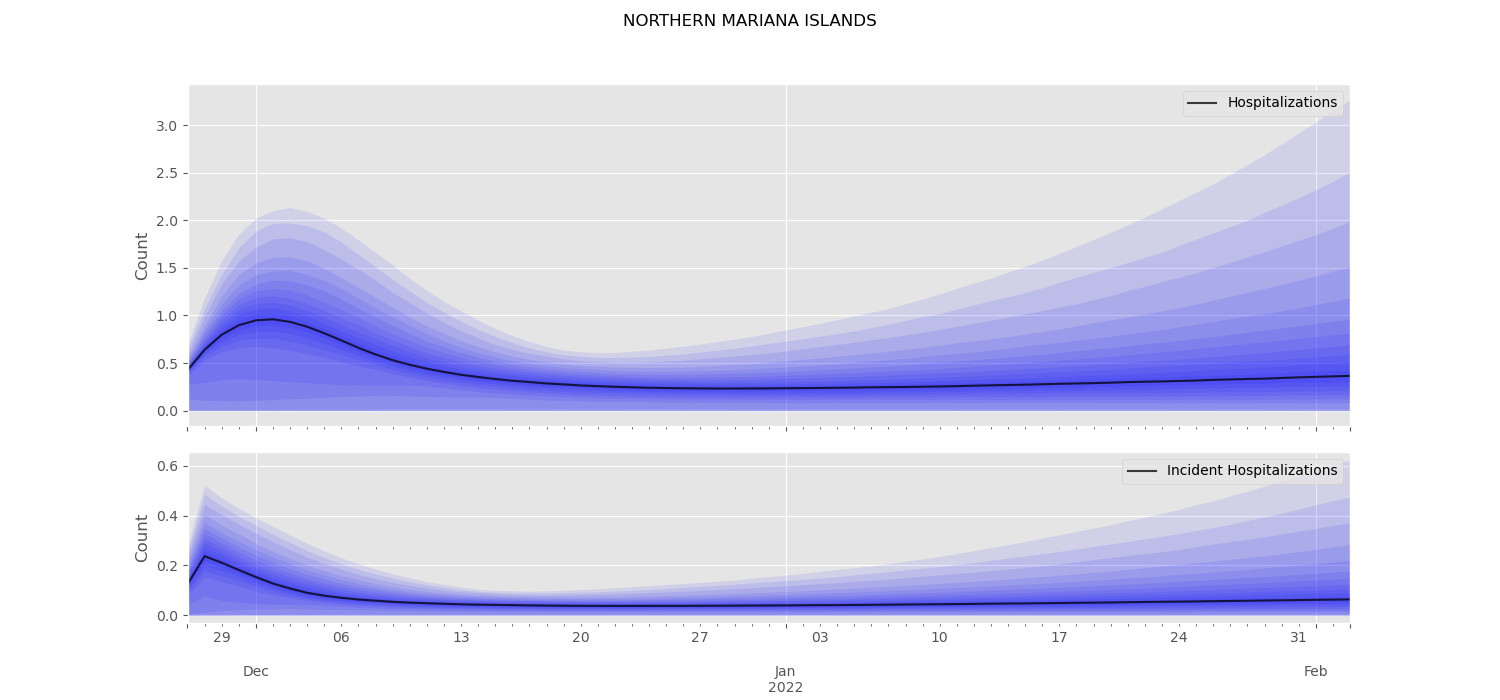 NORTHERN MARIANA ISLANDS
Hospitalizations
3.0
2.5
2.0
1.5
1.0
0.5
0.0
Count
Incident Hospitalizations
0.6
0.4
0.2
0.0
Count
29 06 13 20 27 03 10 17 24 31
Dec Jan Feb
2022